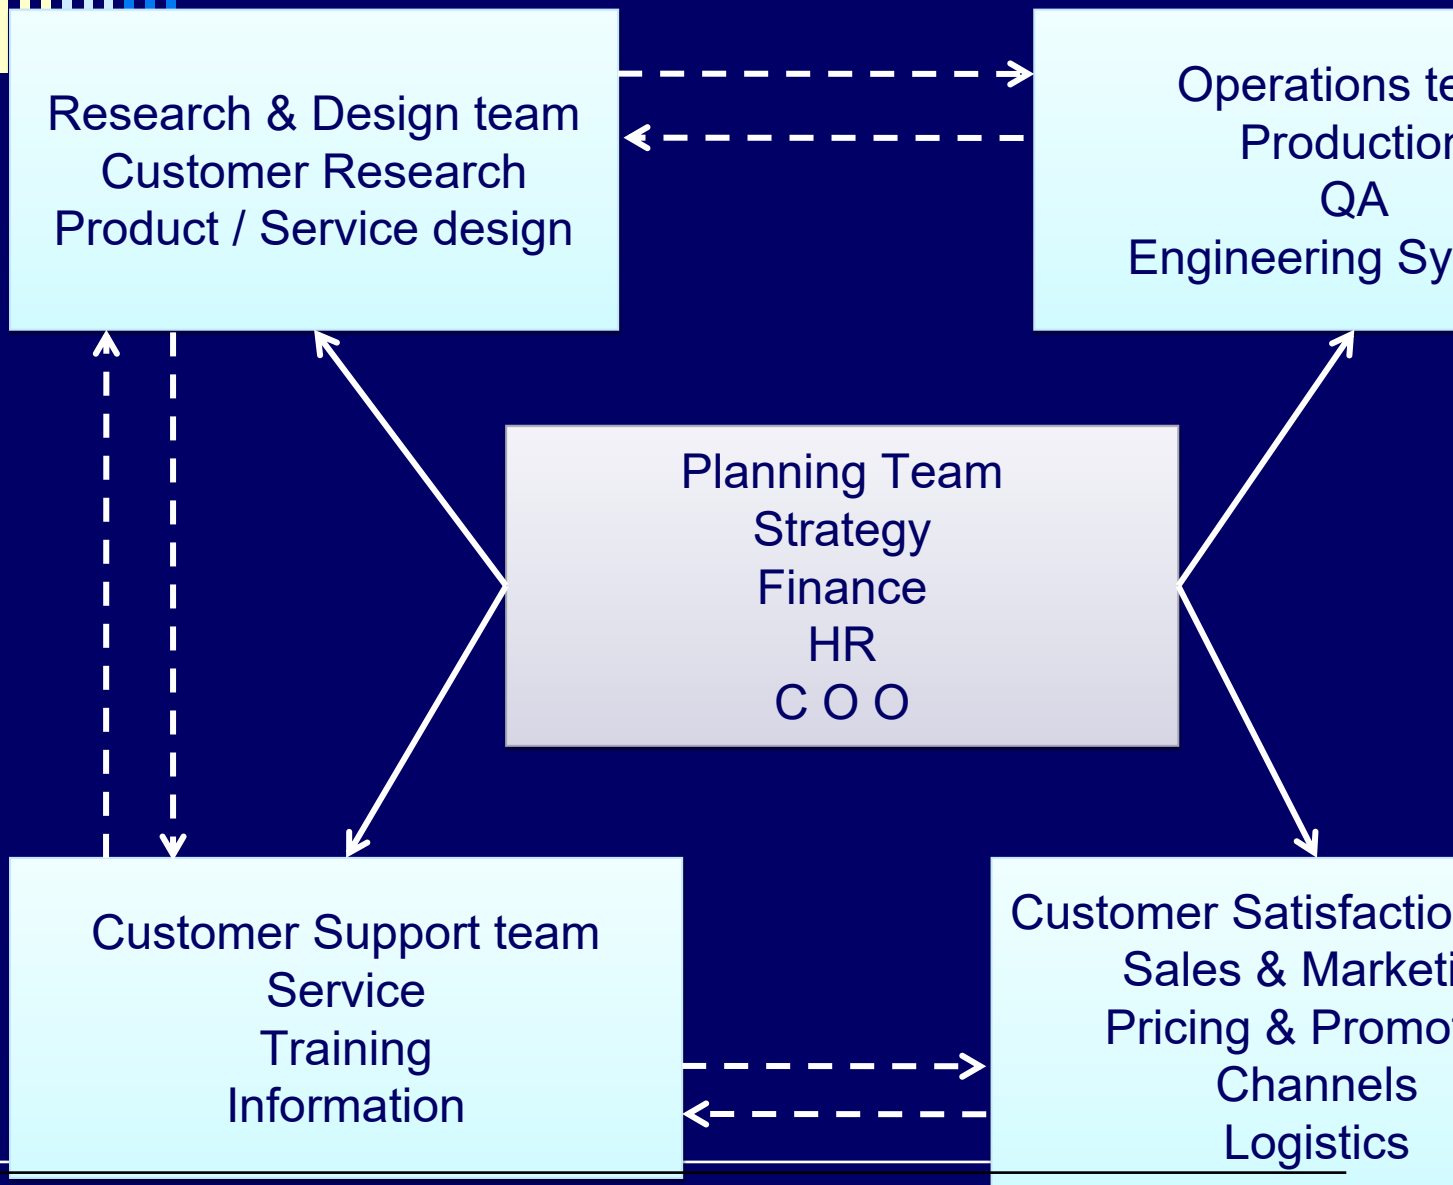 Research & Design team
Customer Research
Product / Service design
Operations te
Production
QA
Engineering Sy
Planning Team
Strategy
Finance
HR
C O O
Customer Support team
Service
Training
Information
Customer Satisfactio
Sales & Marketi
Pricing & Promo
Channels
Logistics